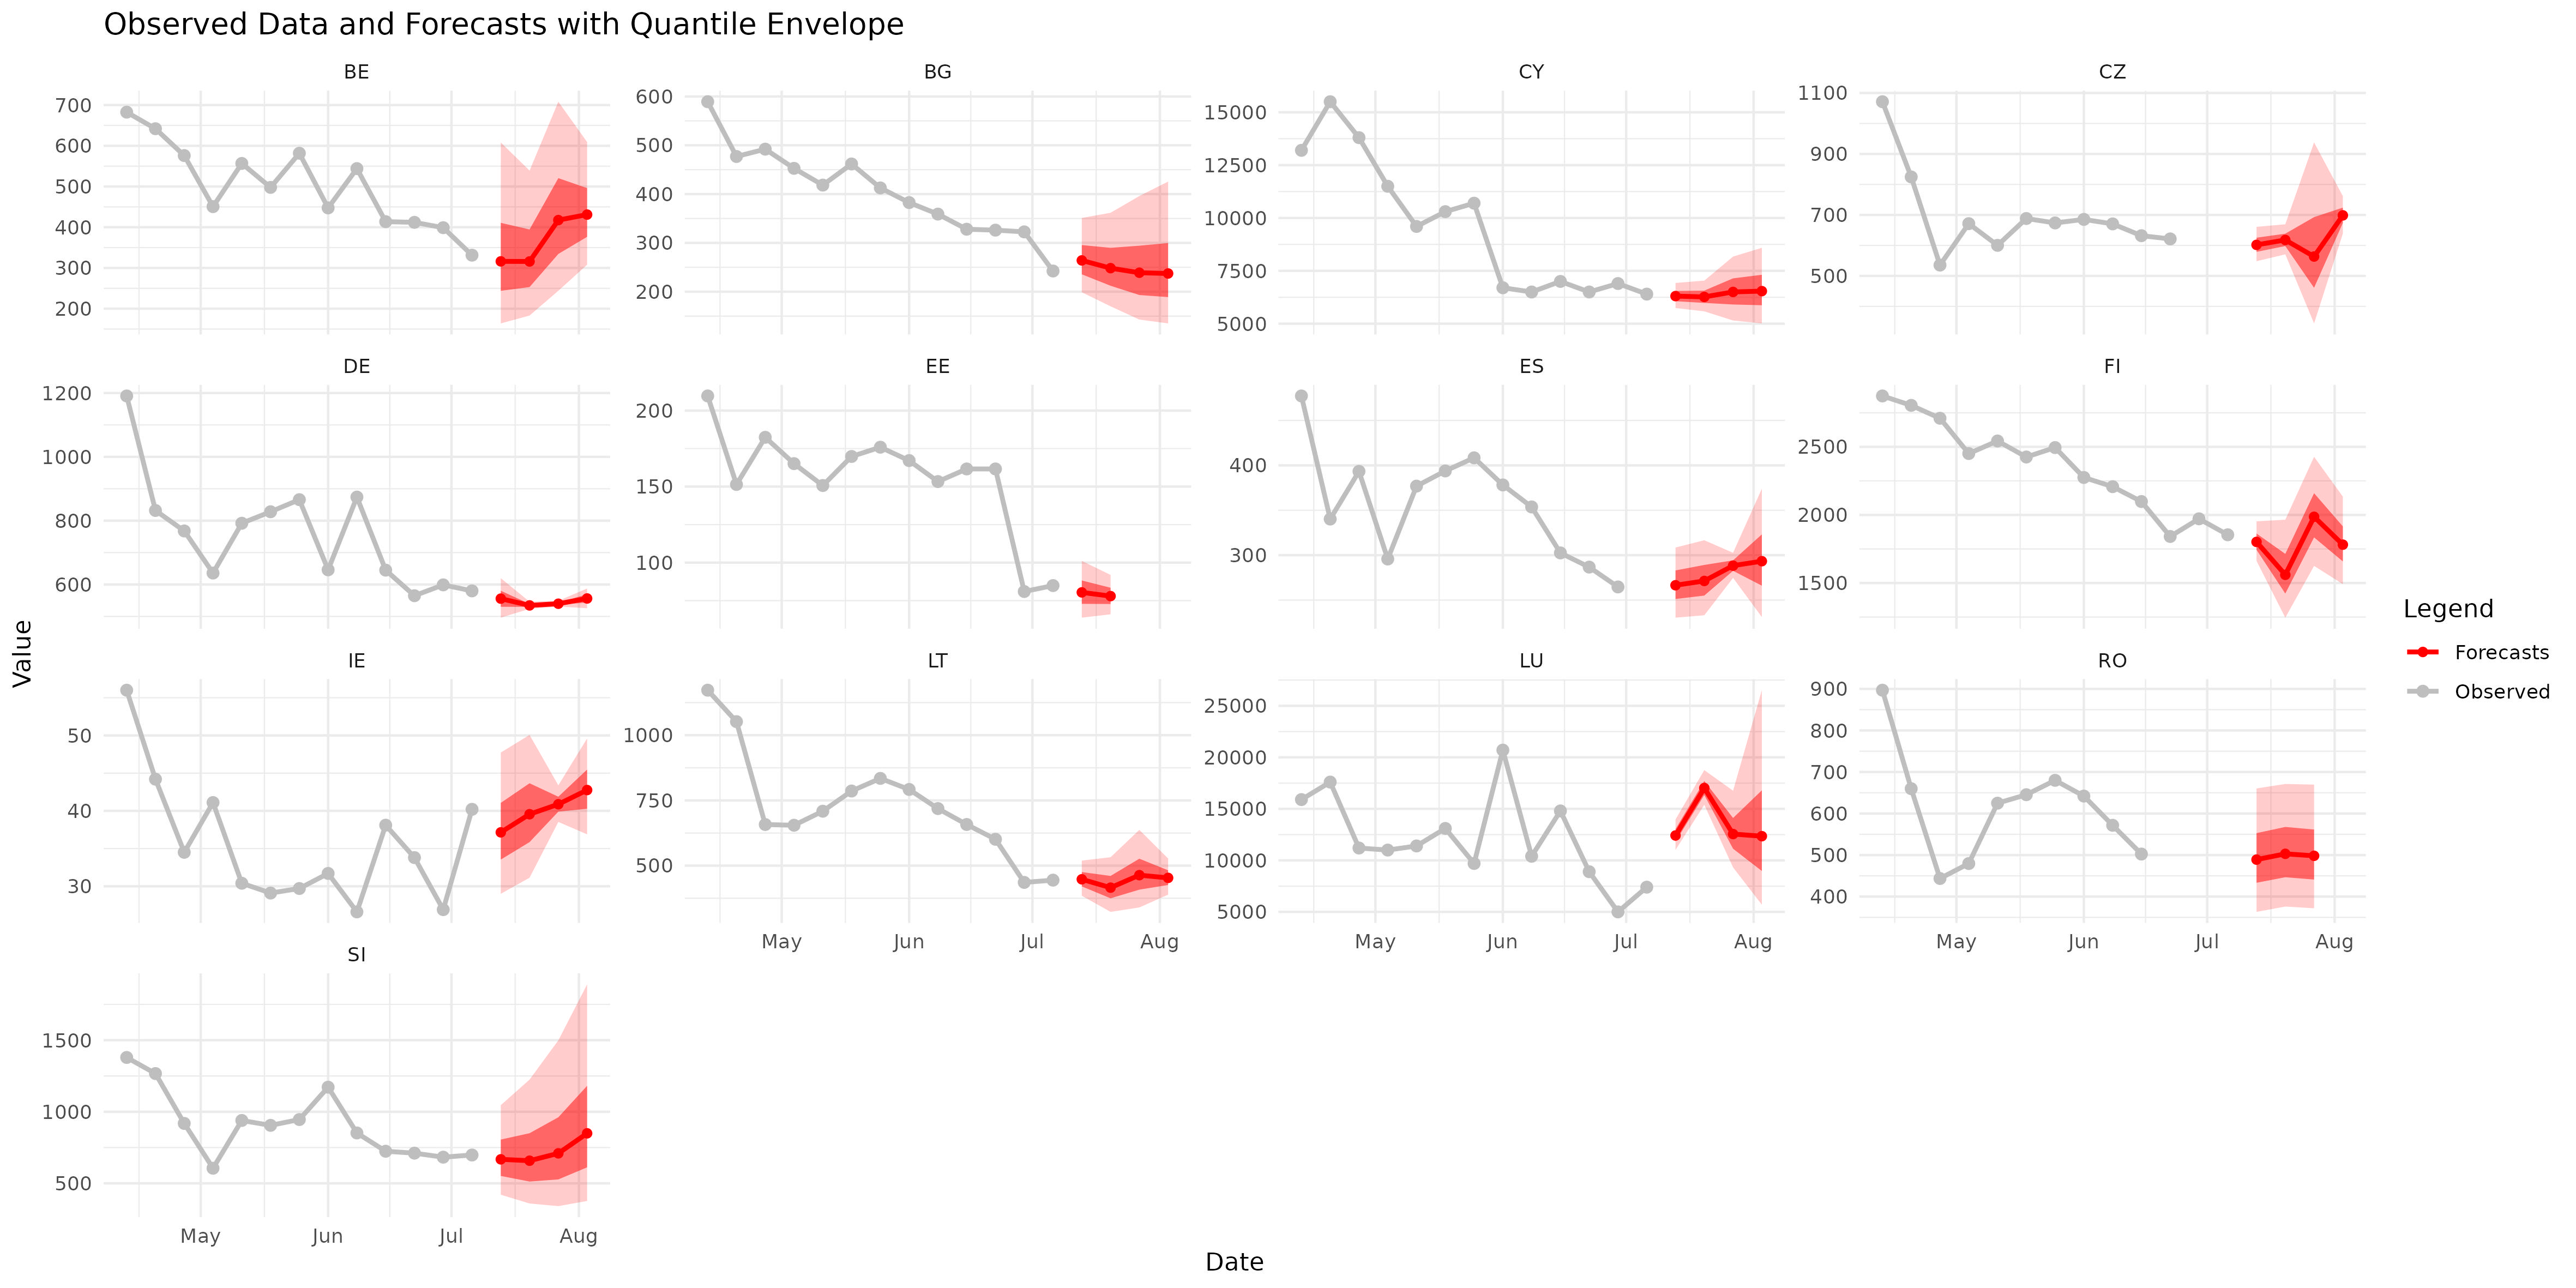 Observed Data and Forecasts with Quantile Envelope
BE
BG
CY
CZ
700
600
500
400
300
200
600
500
400
300
200
15000
12500
10000
7500
5000
1100
900
700
500
DE
EE
ES
FI
1200
1000
800
600
200
150
100
400
300
2500
2000
1500
IE
LT
LU
RO
50
40
30
1000
750
500
25000
20000
15000
10000
5000
900
800
700
600
500
400
May Jun Jul Aug
May Jun Jul Aug
May Jun Jul Aug
SI
1500
1000
500
May Jun Jul Aug
Value
Date
Legend
Forecasts
Observed